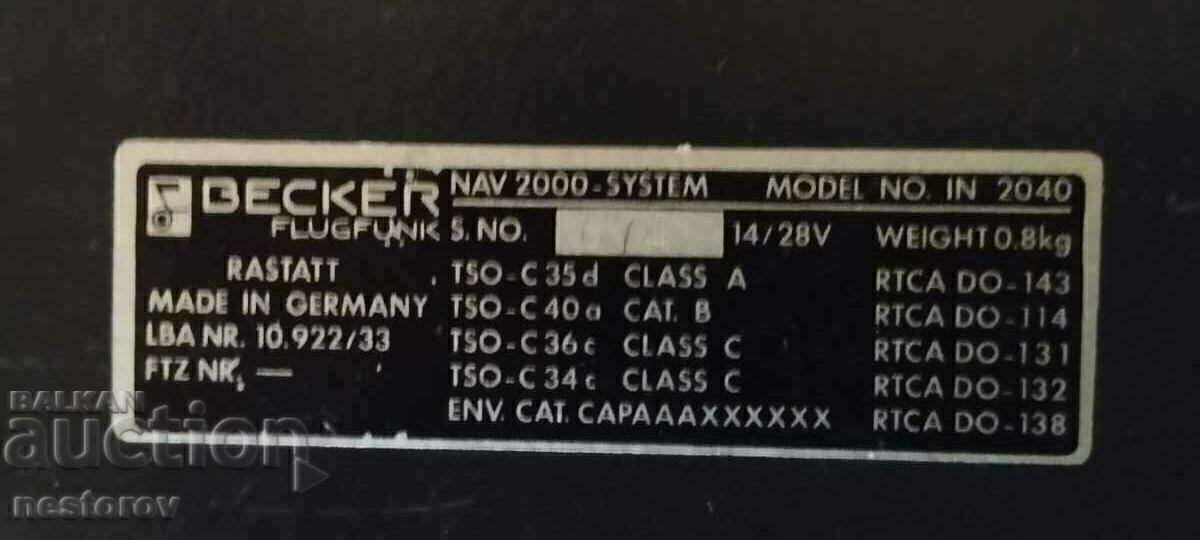 BECKER
FLUGFUNK
RASTATT
MADE IN GERMANY
LBA NR. 10.922/33
FTZ NR. —
NAV 2000-SYSTEM MODEL NO. IN 2040
S. NO. 14/28V WEIGHT 0.8kg
TSO-C 35d CLASS A RTCA DO-143
TSO-C 40a CAT. B RTCA DO-114
TSO-C 36c CLASS C RTCA DO-131
TSO-C 34c CLASS C RTCA DO-132
ENV. CAT. CAPAAAXXXXXX RTCA DO-138
BALKAN
auction
nestorov